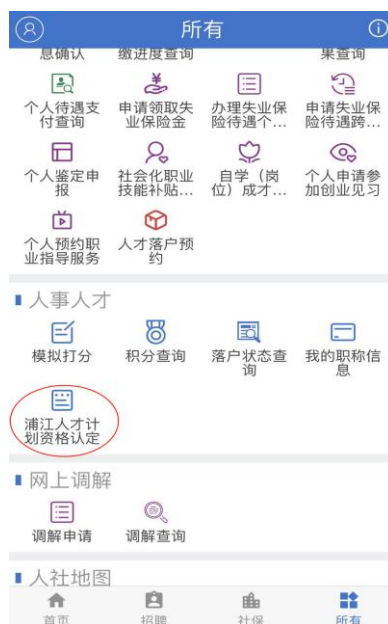 所有
息确认 缴进度查询 果查询
个人待遇支 申请领取失 办理失业保 申请失业保
付查询 业保险金 险待遇个... 险待遇跨...
个人鉴定申 社会化职业 自学（岗 个人申请参
报 技能补贴... 位）成才... 加创业见习
个人预约职 人才落户预
业指导服务 约
人事人才
模拟打分 积分查询 落户状态查 我的职称信
询 息
浦江人才计
划资格认定
网上调解
调解申请 调解查询
人社地图
首页 招聘 社保 所有